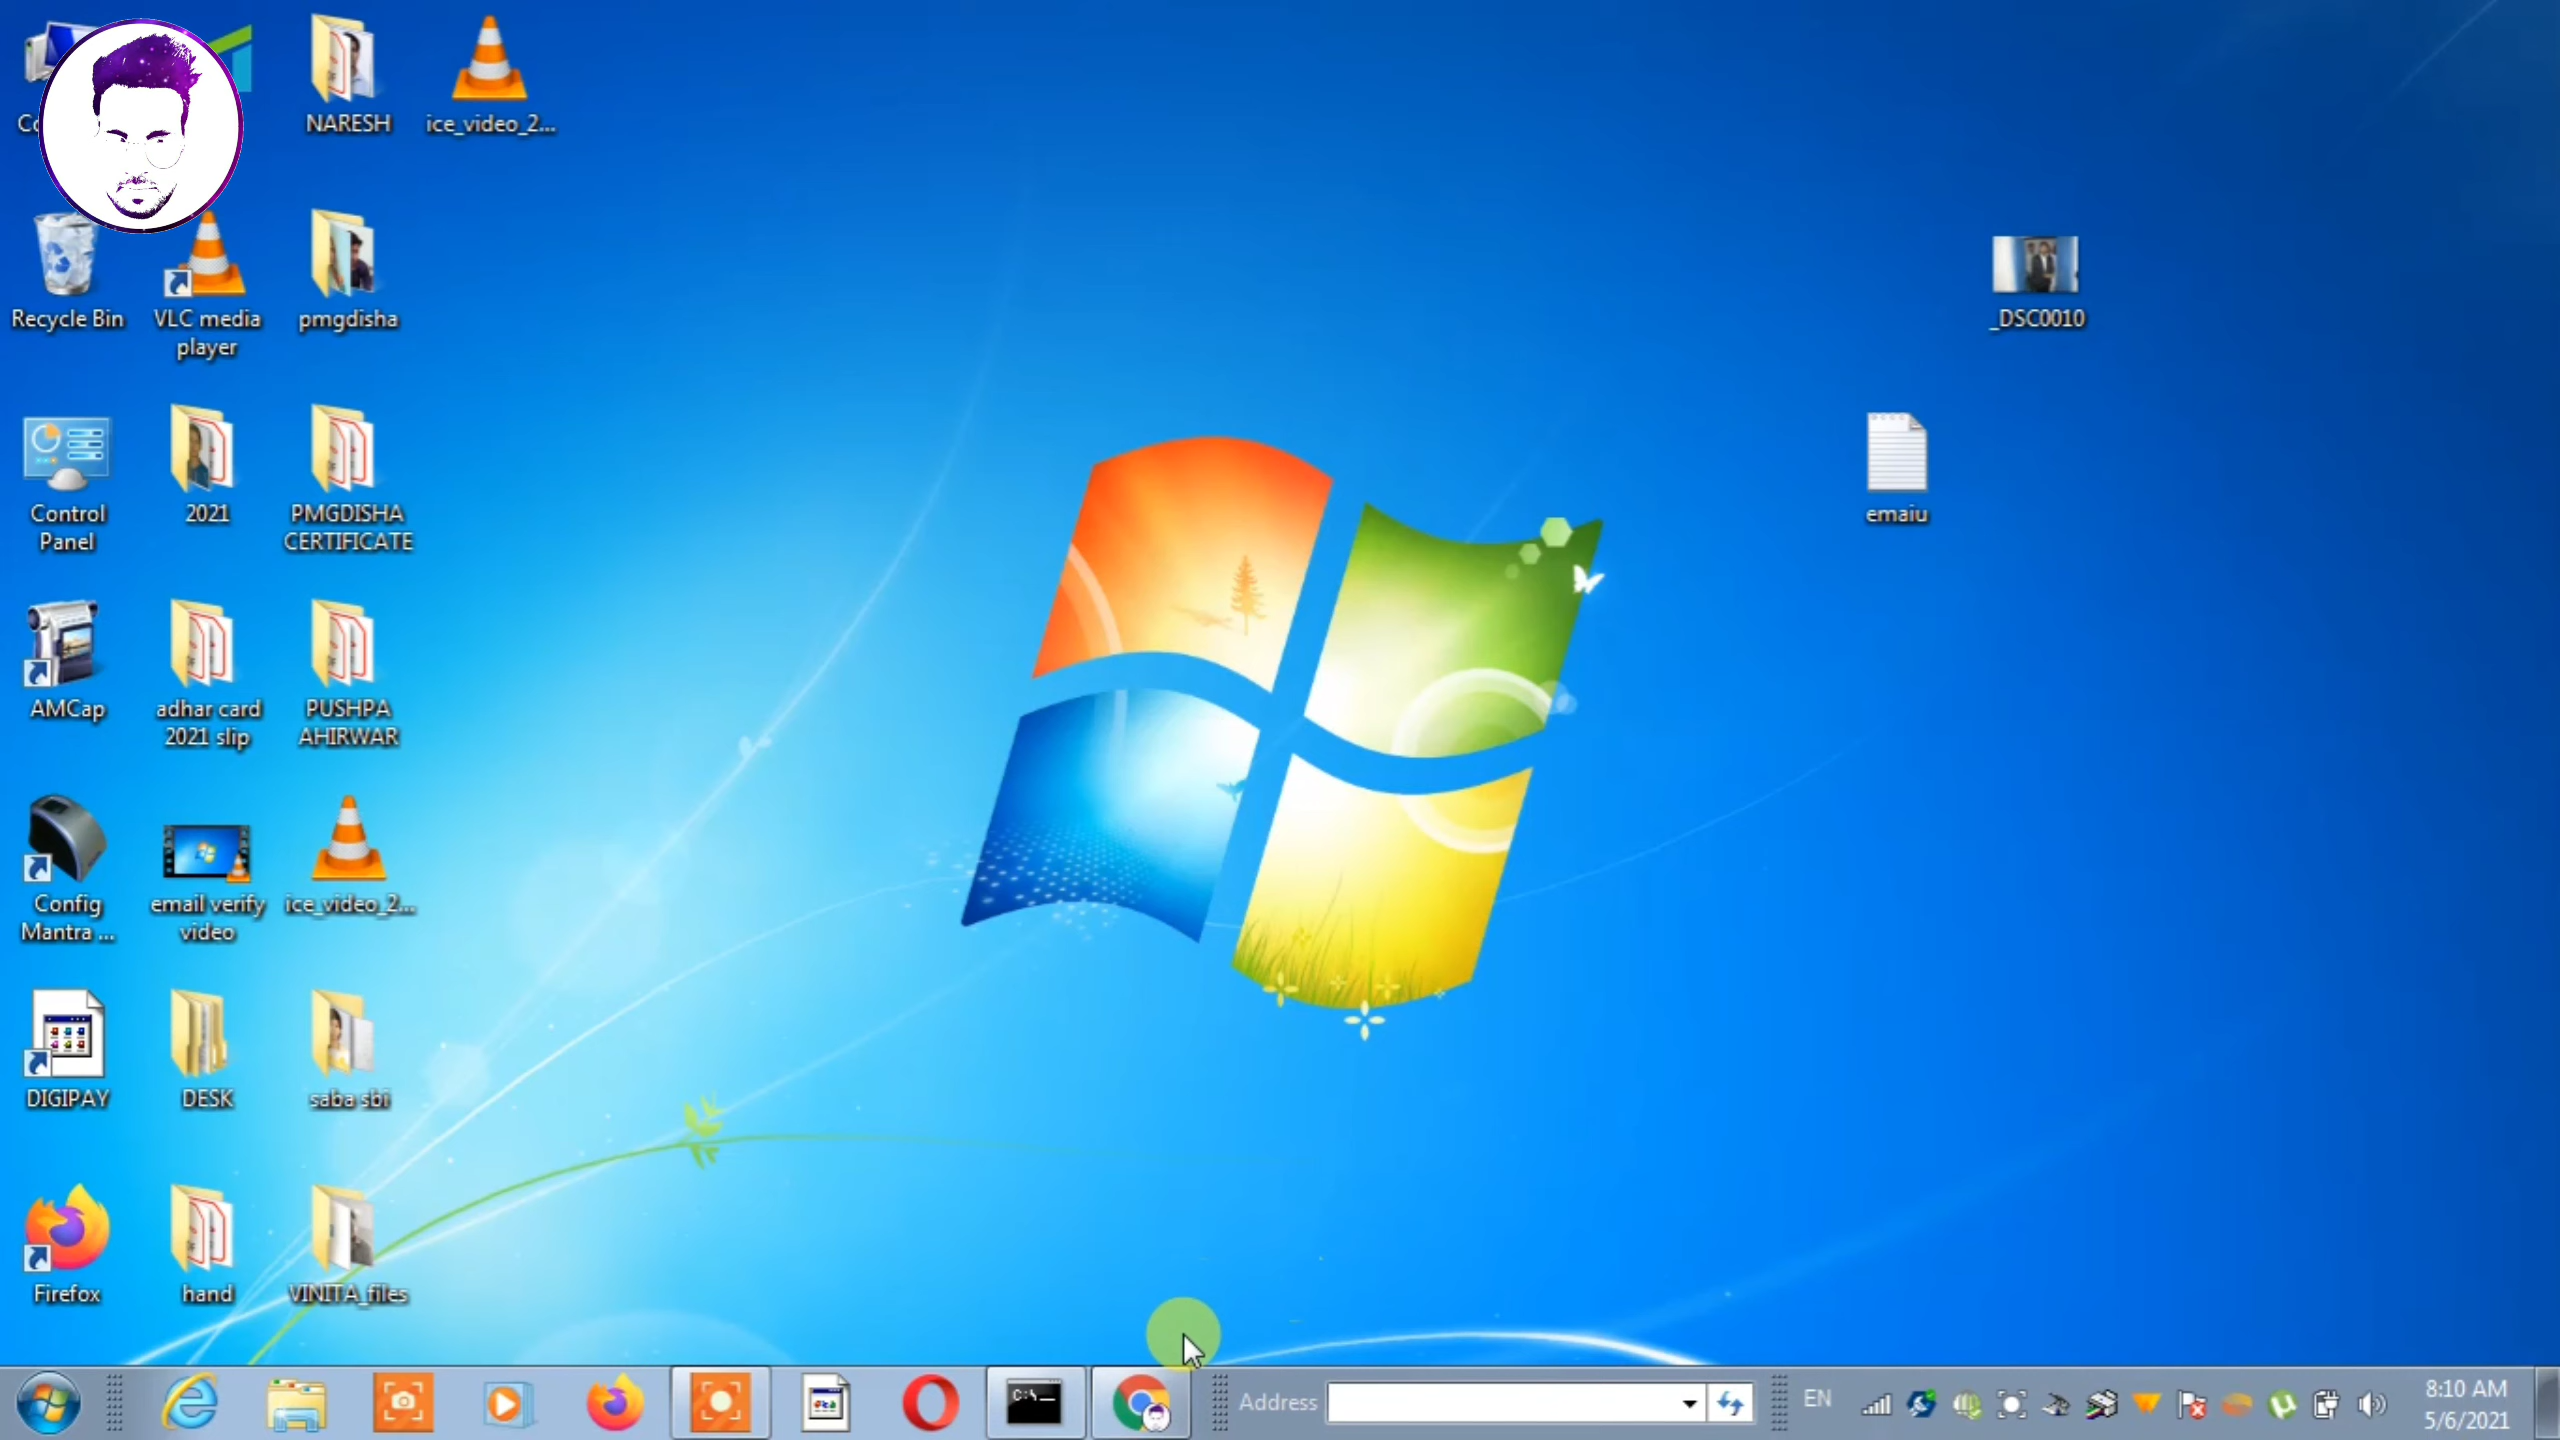 NARESH
ice_video_2...
Recycle Bin
VLC media
player
pmgdisha
_DSC0010
Control
Panel
2021
PMGDISHA
CERTIFICATE
emaiu
AMCap
adhar card
2021 slip
PUSHPA
AHIRWAR
Config
Mantra ...
email verify
video
ice_video_2...
DIGIPAY
DESK
saba sbi
Firefox
hand
VINITA_files
C:\
Address
EN
8:10 AM
5/6/2021